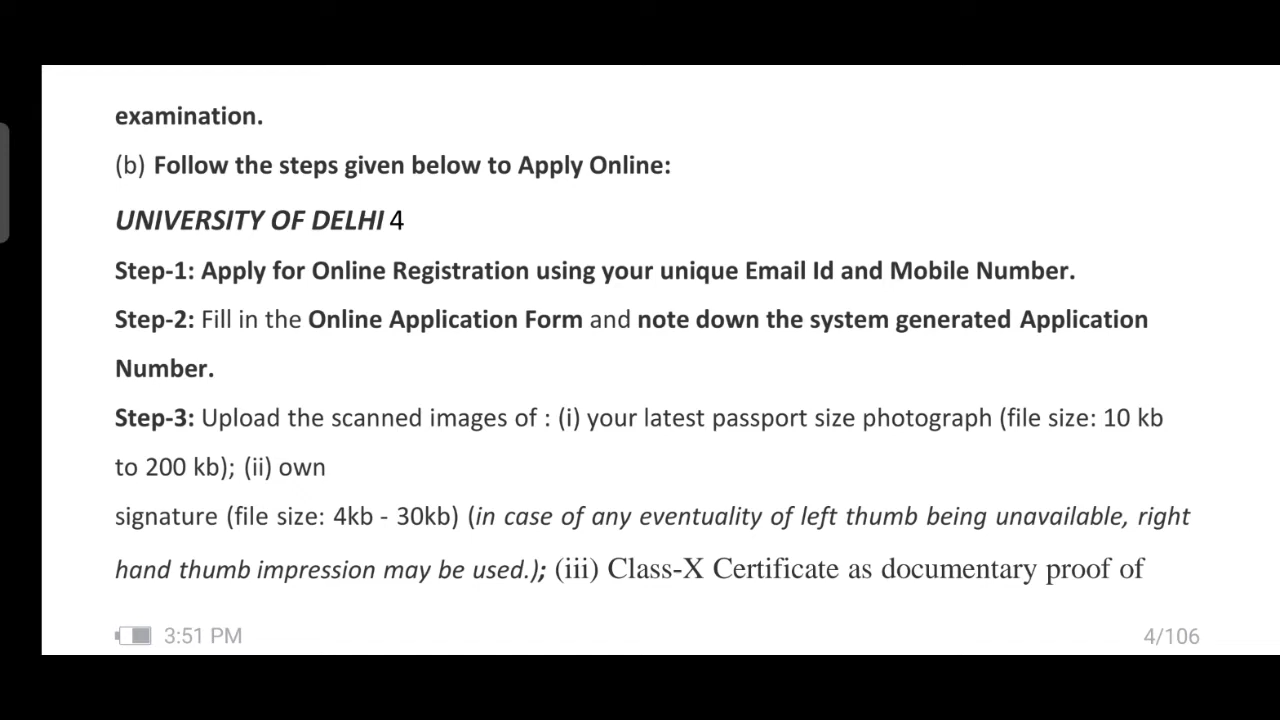 examination.
(b) Follow the steps given below to Apply Online:
UNIVERSITY OF DELHI 4
Step-1: Apply for Online Registration using your unique Email Id and Mobile Number.
Step-2: Fill in the Online Application Form and note down the system generated Application
Number.
Step-3: Upload the scanned images of : (i) your latest passport size photograph (file size: 10 kb
to 200 kb); (ii) own
signature (file size: 4kb - 30kb) (in case of any eventuality of left thumb being unavailable, right
hand thumb impression may be used.); (iii) Class-X Certificate as documentary proof of
3:51 PM
4/106